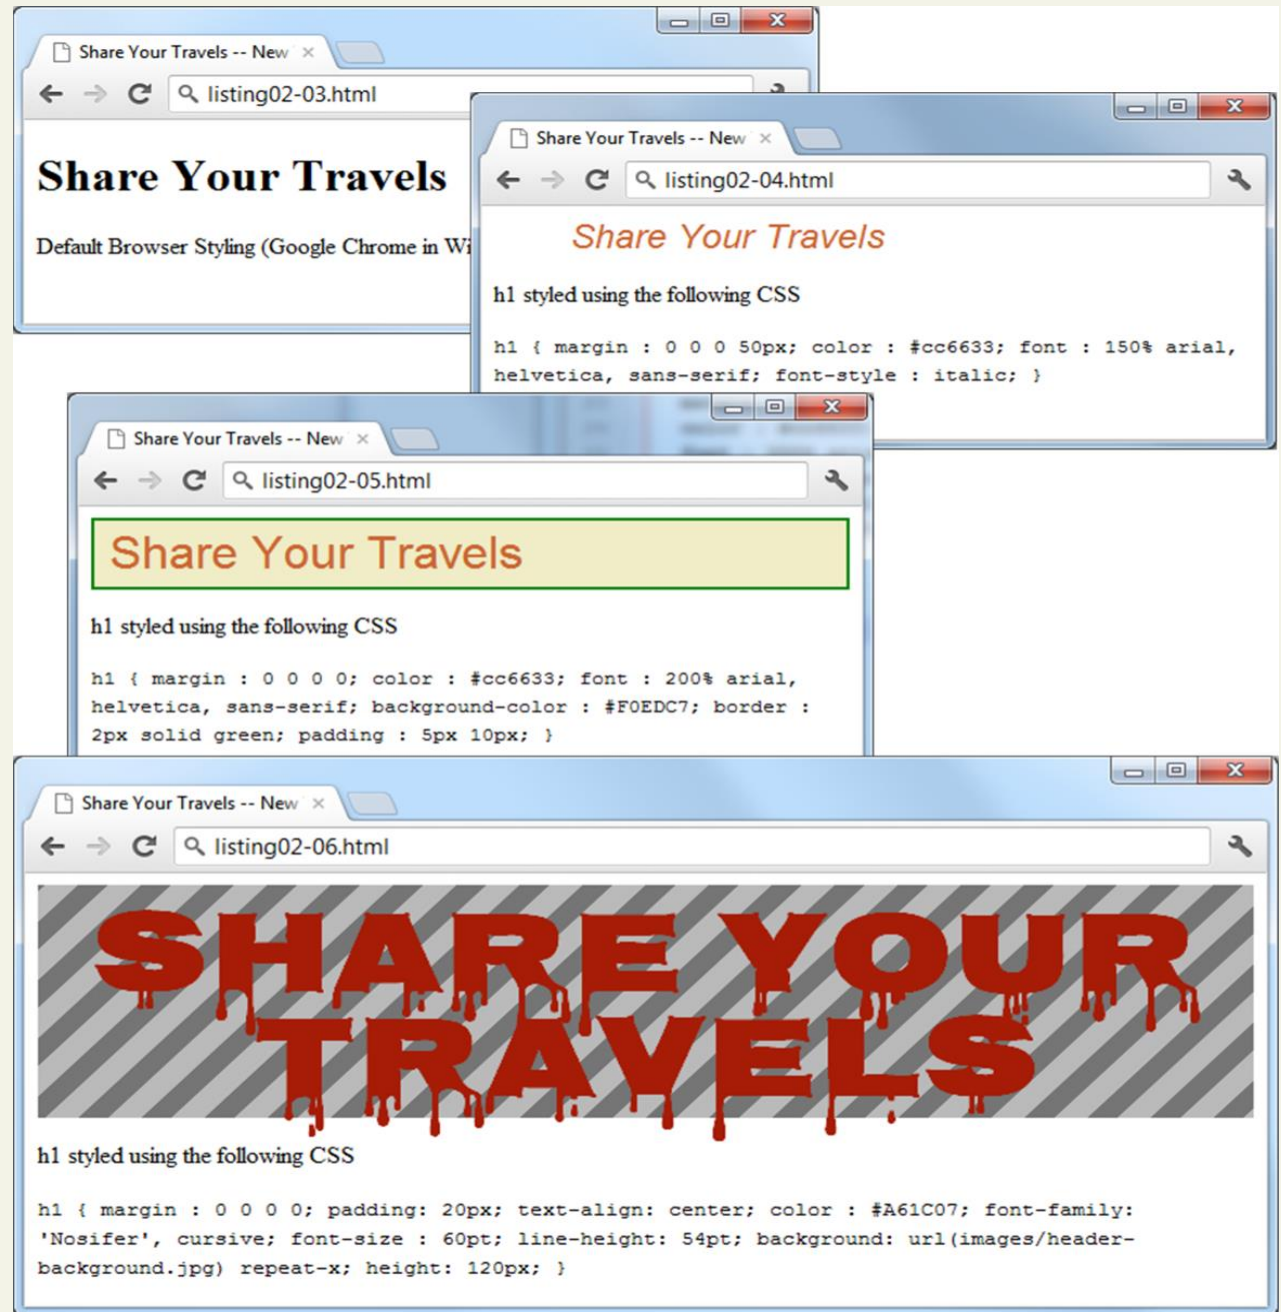 Share Your Travels -- New
listing02-03.html
Share Your Travels
Default Browser Styling (Google Chrome in Wi
Share Your Travels -- New
listing02-04.html
Share Your Travels
h1 styled using the following CSS
h1 { margin : 0 0 0 50px; color : #cc6633; font : 150% arial,
helvetica, sans-serif; font-style : italic; }
Share Your Travels -- New
listing02-05.html
Share Your Travels
h1 styled using the following CSS
h1 { margin : 0 0 0 0; color : #cc6633; font : 200% arial,
helvetica, sans-serif; background-color : #F0EDC7; border :
2px solid green; padding : 5px 10px; }
Share Your Travels -- New
listing02-06.html
SHARE YOUR
TRAVELS
h1 styled using the following CSS
h1 { margin : 0 0 0 0; padding: 20px; text-align: center; color : #A61C07; font-family:
'Nosifer', cursive; font-size : 60pt; line-height: 54pt; background: url(images/header-
background.jpg) repeat-x; height: 120px; }